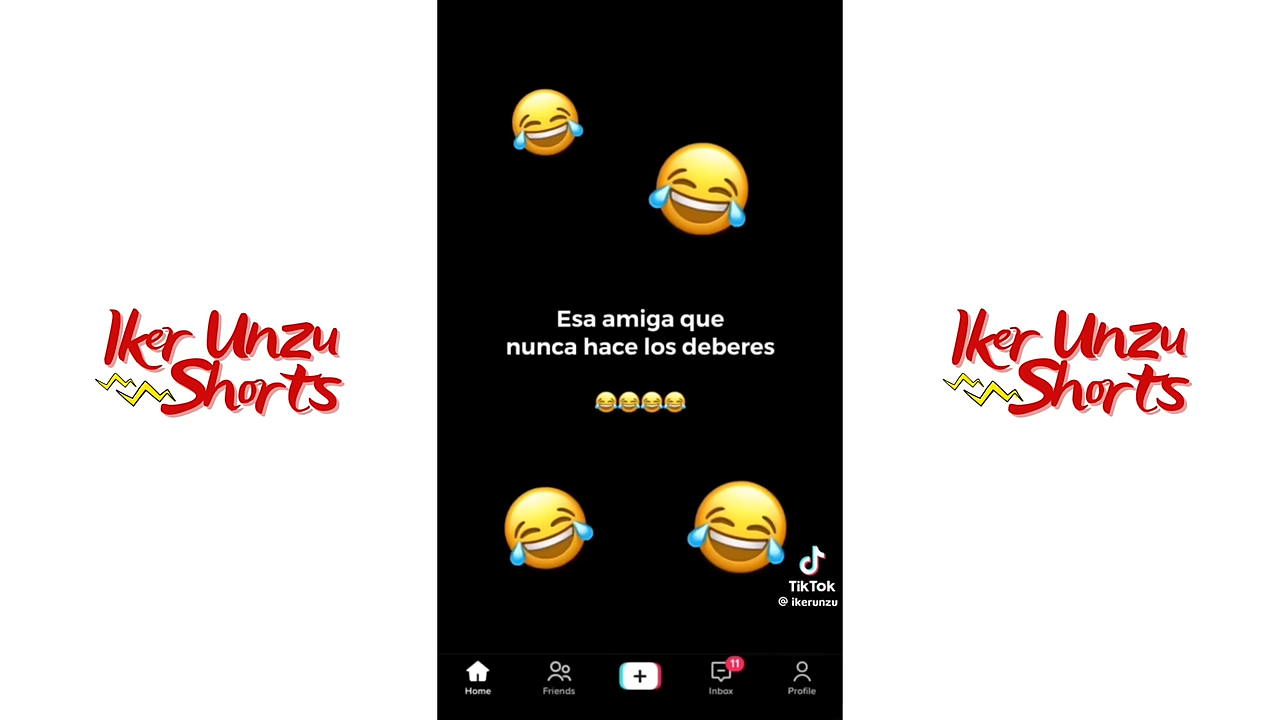 Iker Unzu
Shorts
Esa amiga que
nunca hace los deberes
😂😂😂😂
TikTok
@ ikerunzu
Home
Friends
11
Inbox
Profile
Iker Unzu
Shorts